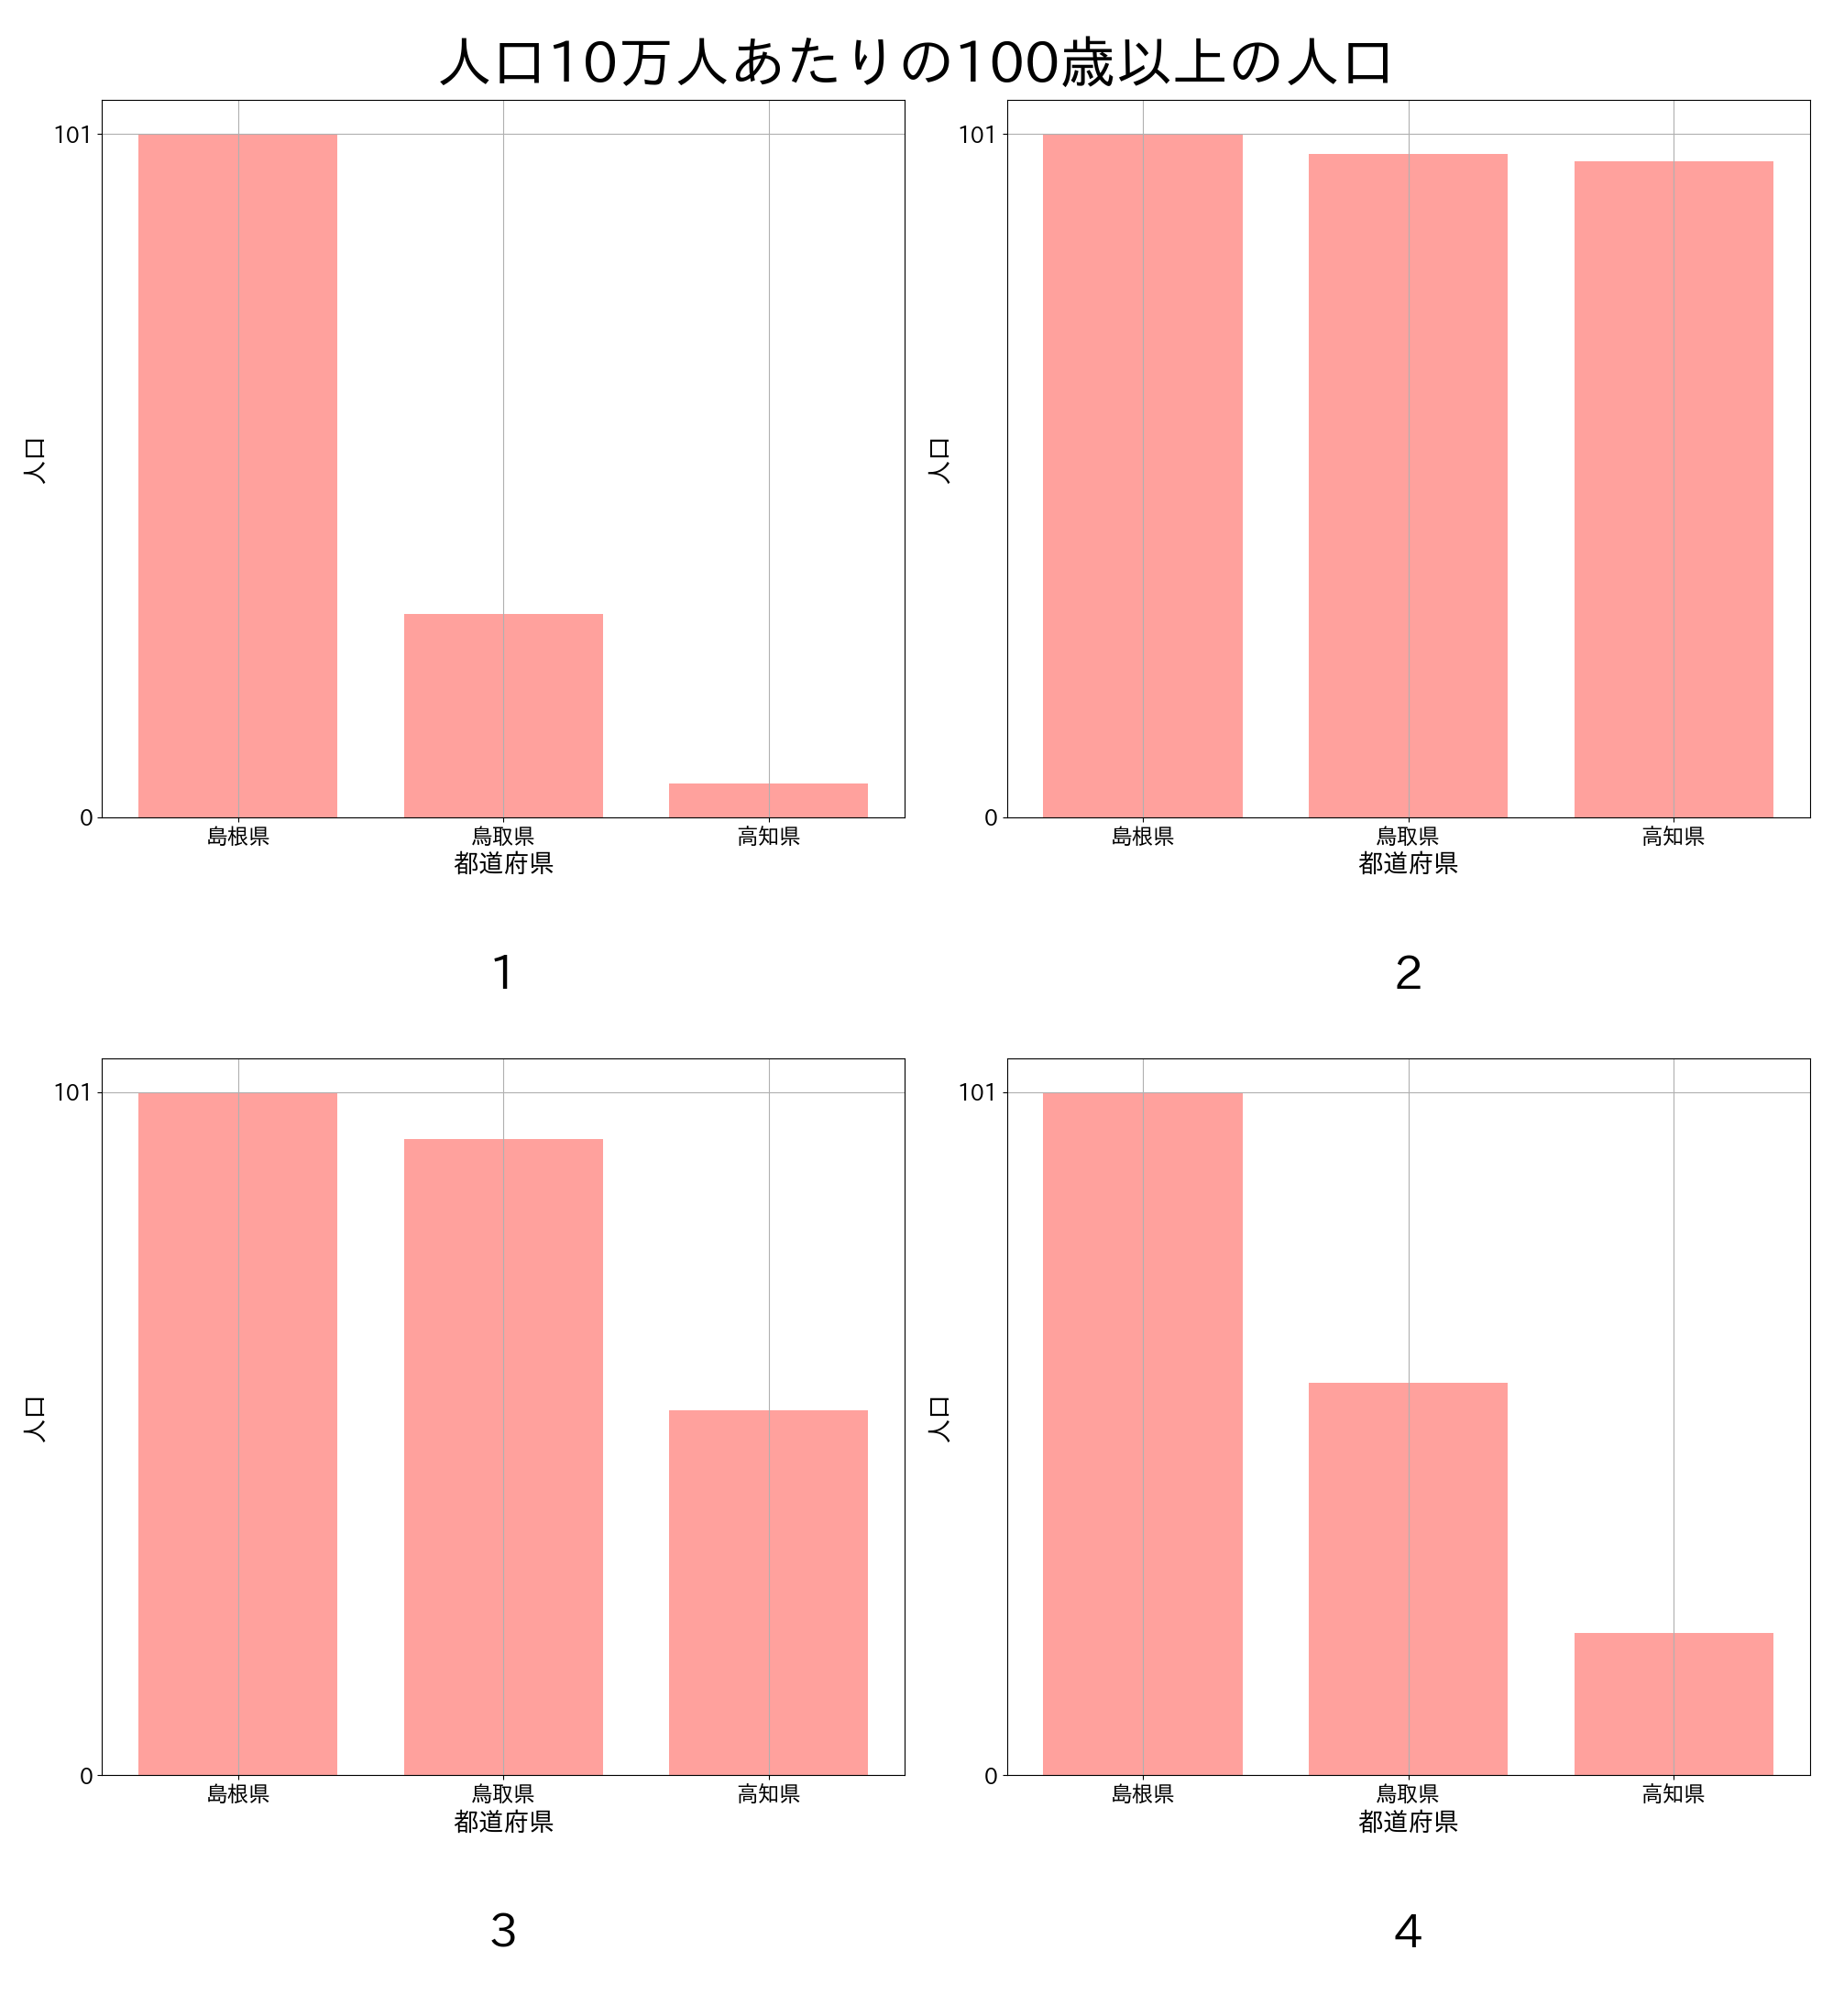 人口10万人あたりの100歳以上の人口
101
0
人口
島根県 鳥取県 高知県
都道府県
1
101
0
人口
島根県 鳥取県 高知県
都道府県
2
101
0
人口
島根県 鳥取県 高知県
都道府県
3
101
0
人口
島根県 鳥取県 高知県
都道府県
4